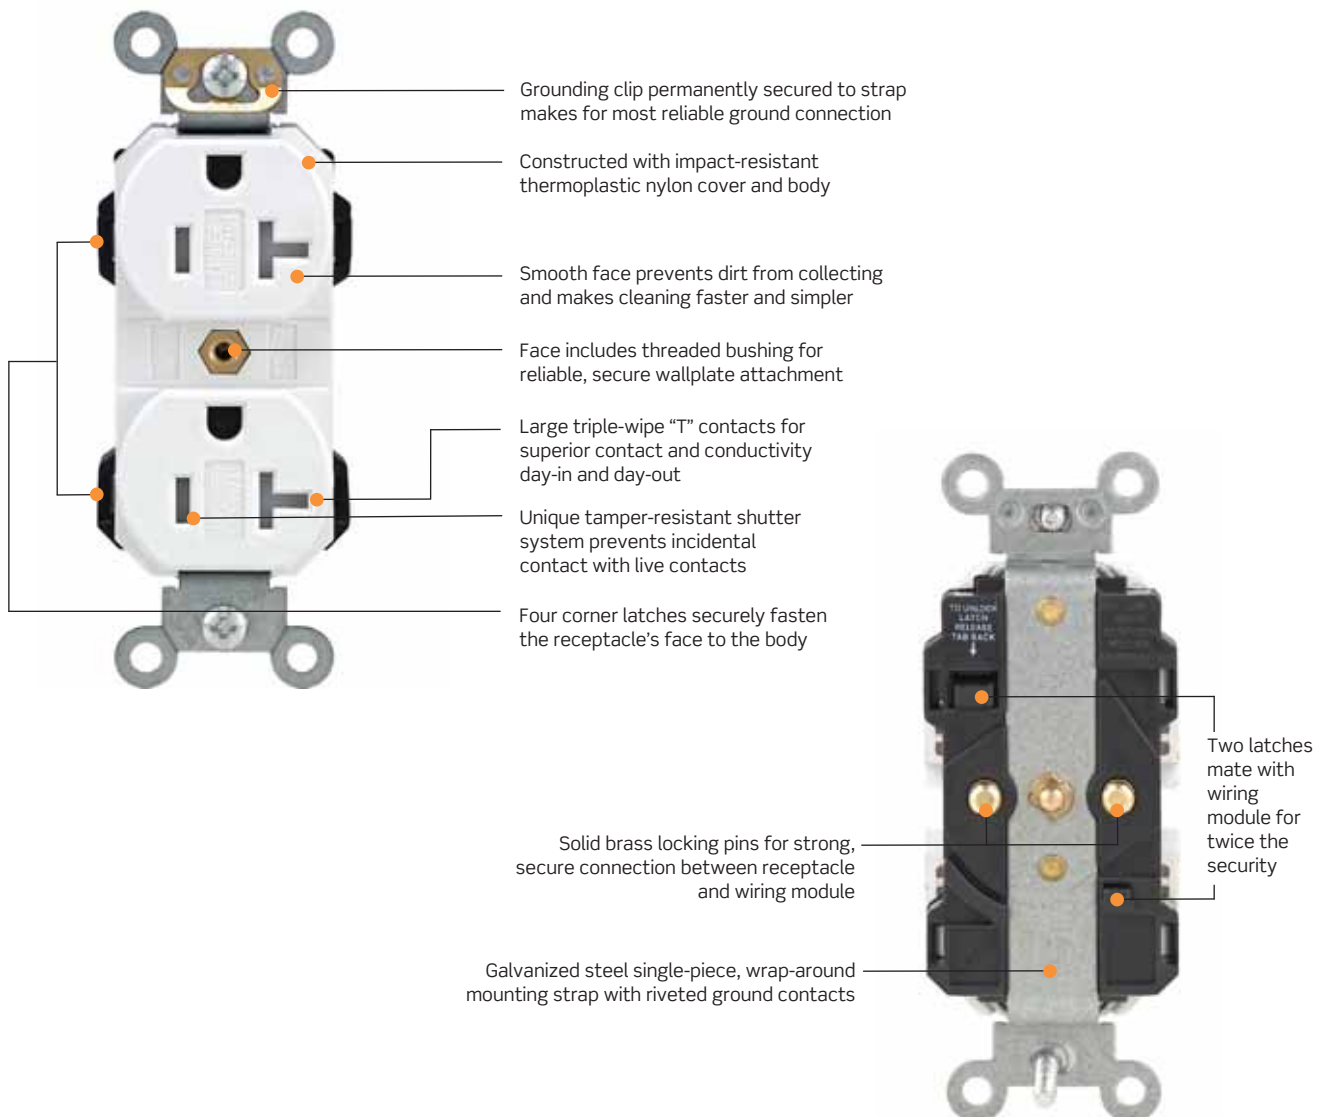 Grounding clip permanently secured to strap
makes for most reliable ground connection
Constructed with impact-resistant
thermoplastic nylon cover and body
Smooth face prevents dirt from collecting
and makes cleaning faster and simpler
Face includes threaded bushing for
reliable, secure wallplate attachment
Large triple-wipe “T” contacts for
superior contact and conductivity
day-in and day-out
Unique tamper-resistant shutter
system prevents incidental
contact with live contacts
Four corner latches securely fasten
the receptacle’s face to the body
TO UNLOCK
LATCH
RELEASE
TAB BACK
Two latches
mate with
wiring
module for
twice the
security
Solid brass locking pins for strong,
secure connection between receptacle
and wiring module
Galvanized steel single-piece, wrap-around
mounting strap with riveted ground contacts